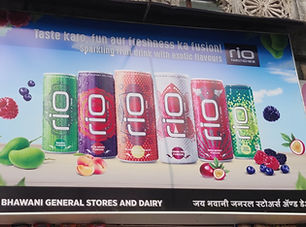 Taste karo, fun aur freshness ka fusion!
Sparkling fruit drink with exotic flavours
rio
rio rio rio rio rio rio
BHAWANI GENERAL STORES AND DAIRY
जय भवानी जनरल स्टोअर्स ॲण्ड डे